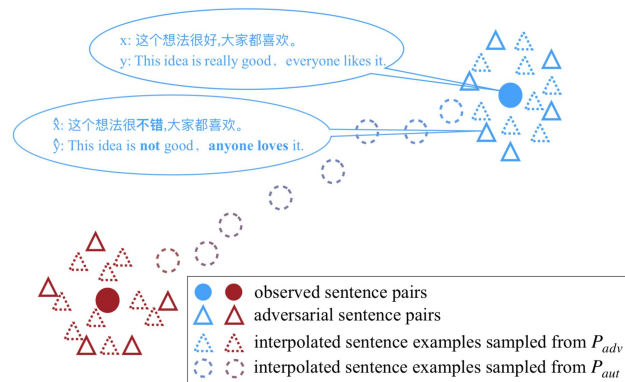 x: 这个想法很好,大家都喜欢。
y: This idea is really good, everyone likes it.
x̂: 这个想法很不错,大家都喜欢。
ŷ: This idea is not good, anyone loves it.
observed sentence pairs
adversarial sentence pairs
interpolated sentence examples sampled from P_adv
interpolated sentence examples sampled from P_aut